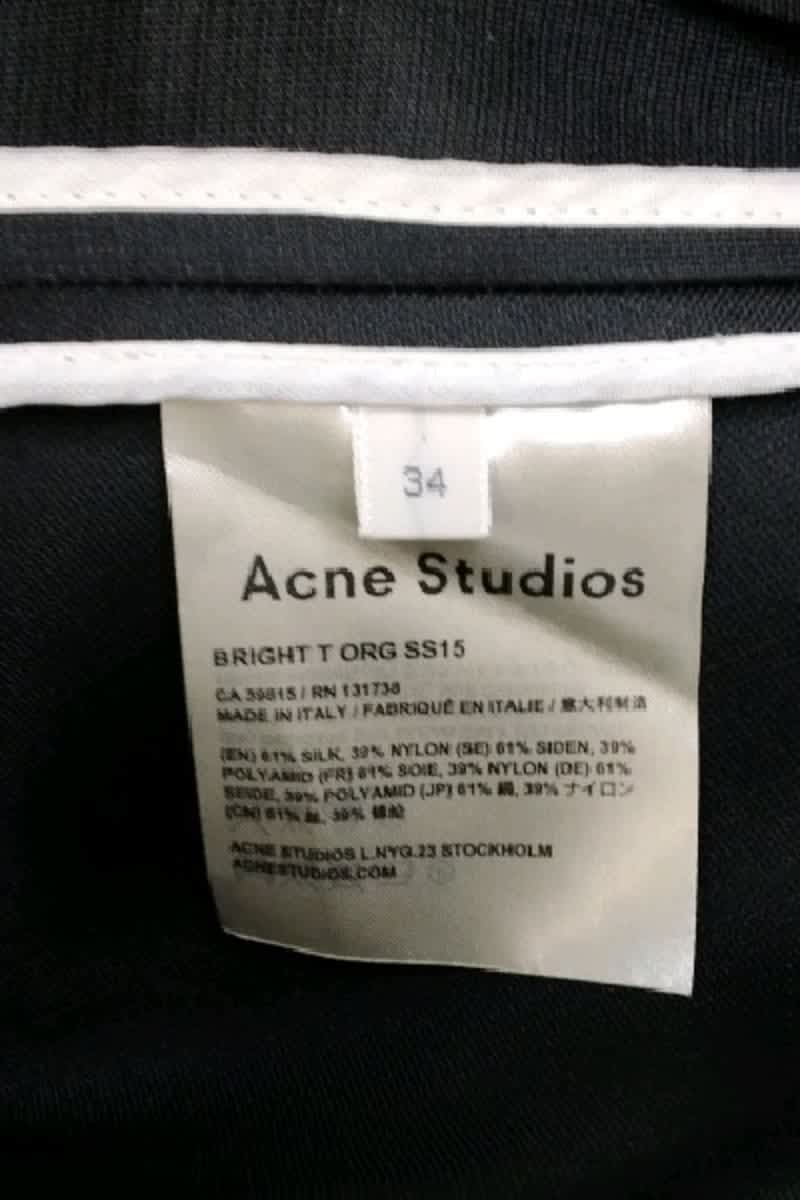 34
Acne Studios
BRIGHT T ORG SS15
CA 39815 / RN 131738
MADE IN ITALY / FABRIQUÉ EN ITALIE / 意大利制造
(EN) 61% SILK, 39% NYLON (SE) 61% SIDEN, 39%
POLYAMID (FR) 61% SOIE, 39% NYLON (DE) 61%
SEIDE, 39% POLYAMID (JP) 61% 絹, 39% ナイロン
(CN) 61% 丝, 39%
ACNE STUDIOS L.NYG.23 STOCKHOLM
ACNESTUDIOS.COM